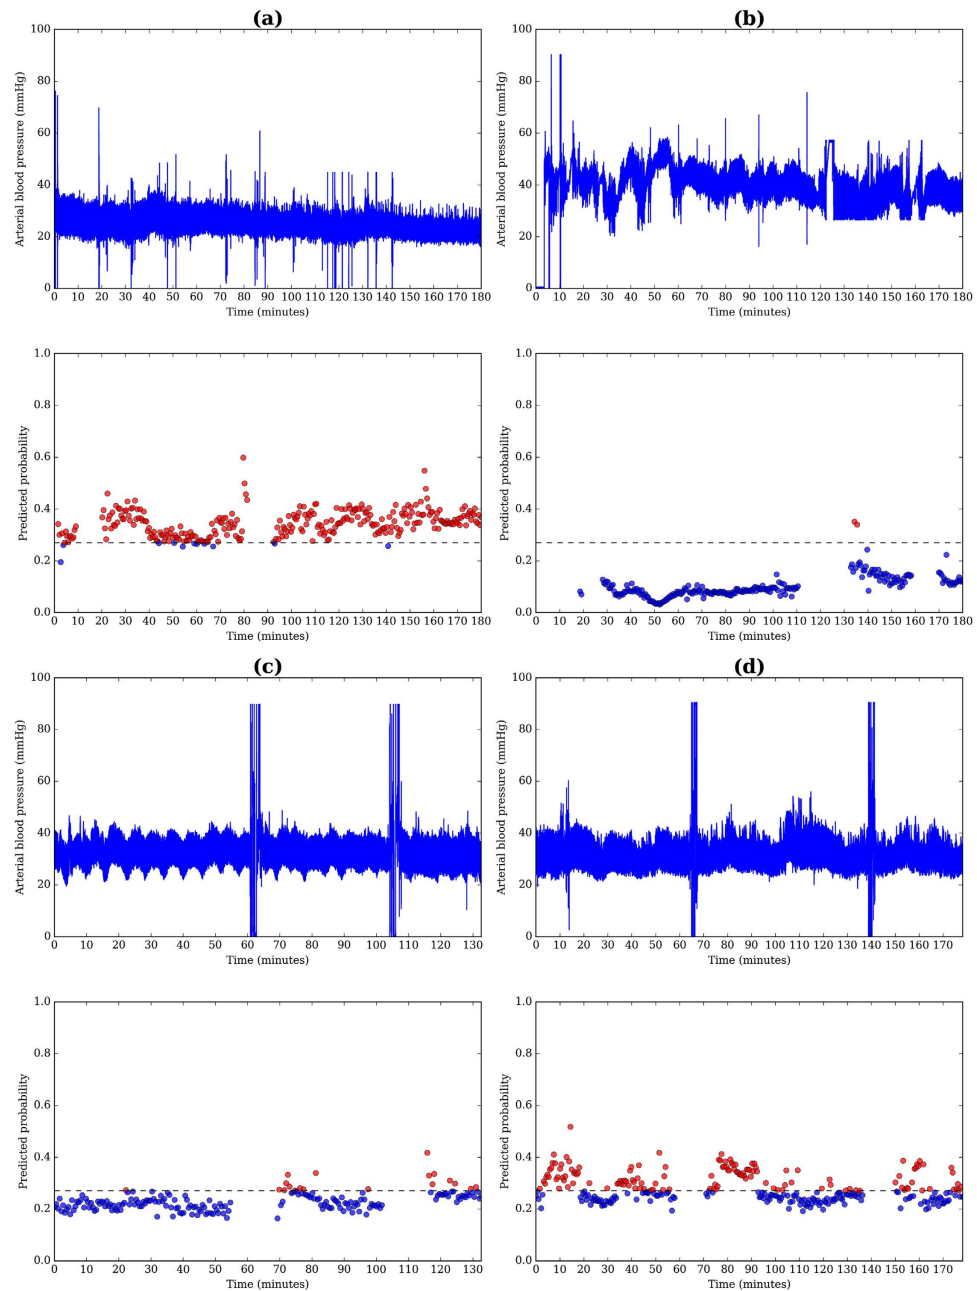 (a)
(b)
Arterial blood pressure (mmHg)
100
80
60
40
20
0
0 10 20 30 40 50 60 70 80 90 100 110 120 130 140 150 160 170 180
Time (minutes)
Arterial blood pressure (mmHg)
100
80
60
40
20
0
0 10 20 30 40 50 60 70 80 90 100 110 120 130 140 150 160 170 180
Time (minutes)
Predicted probability
1.0
0.8
0.6
0.4
0.2
0.0
0 10 20 30 40 50 60 70 80 90 100 110 120 130 140 150 160 170 180
Time (minutes)
Predicted probability
1.0
0.8
0.6
0.4
0.2
0.0
0 10 20 30 40 50 60 70 80 90 100 110 120 130 140 150 160 170 180
Time (minutes)
(c)
(d)
Arterial blood pressure (mmHg)
100
80
60
40
20
0
0 10 20 30 40 50 60 70 80 90 100 110 120 130
Time (minutes)
Arterial blood pressure (mmHg)
100
80
60
40
20
0
0 10 20 30 40 50 60 70 80 90 100 110 120 130 140 150 160 170
Time (minutes)
Predicted probability
1.0
0.8
0.6
0.4
0.2
0.0
0 10 20 30 40 50 60 70 80 90 100 110 120 130
Time (minutes)
Predicted probability
1.0
0.8
0.6
0.4
0.2
0.0
0 10 20 30 40 50 60 70 80 90 100 110 120 130 140 150 160 170
Time (minutes)